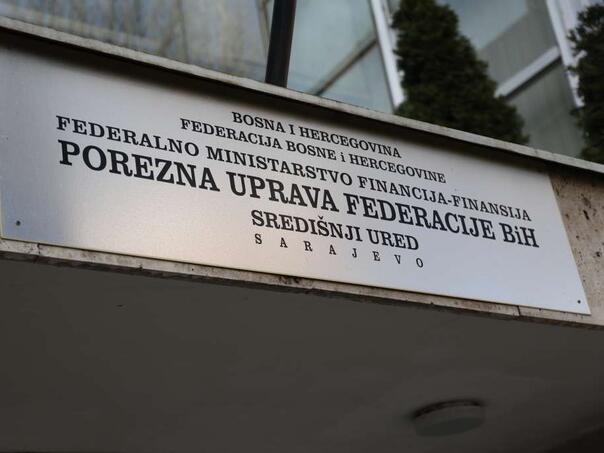 BOSNA I HERCEGOVINA
FEDERACIJA BOSNE i HERCEGOVINE
FEDERALNO MINISTARSTVO FINANCIJA-FINANSIJA
POREZNA UPRAVA FEDERACIJE BiH
SREDIŠNJI URED
SARAJEVO